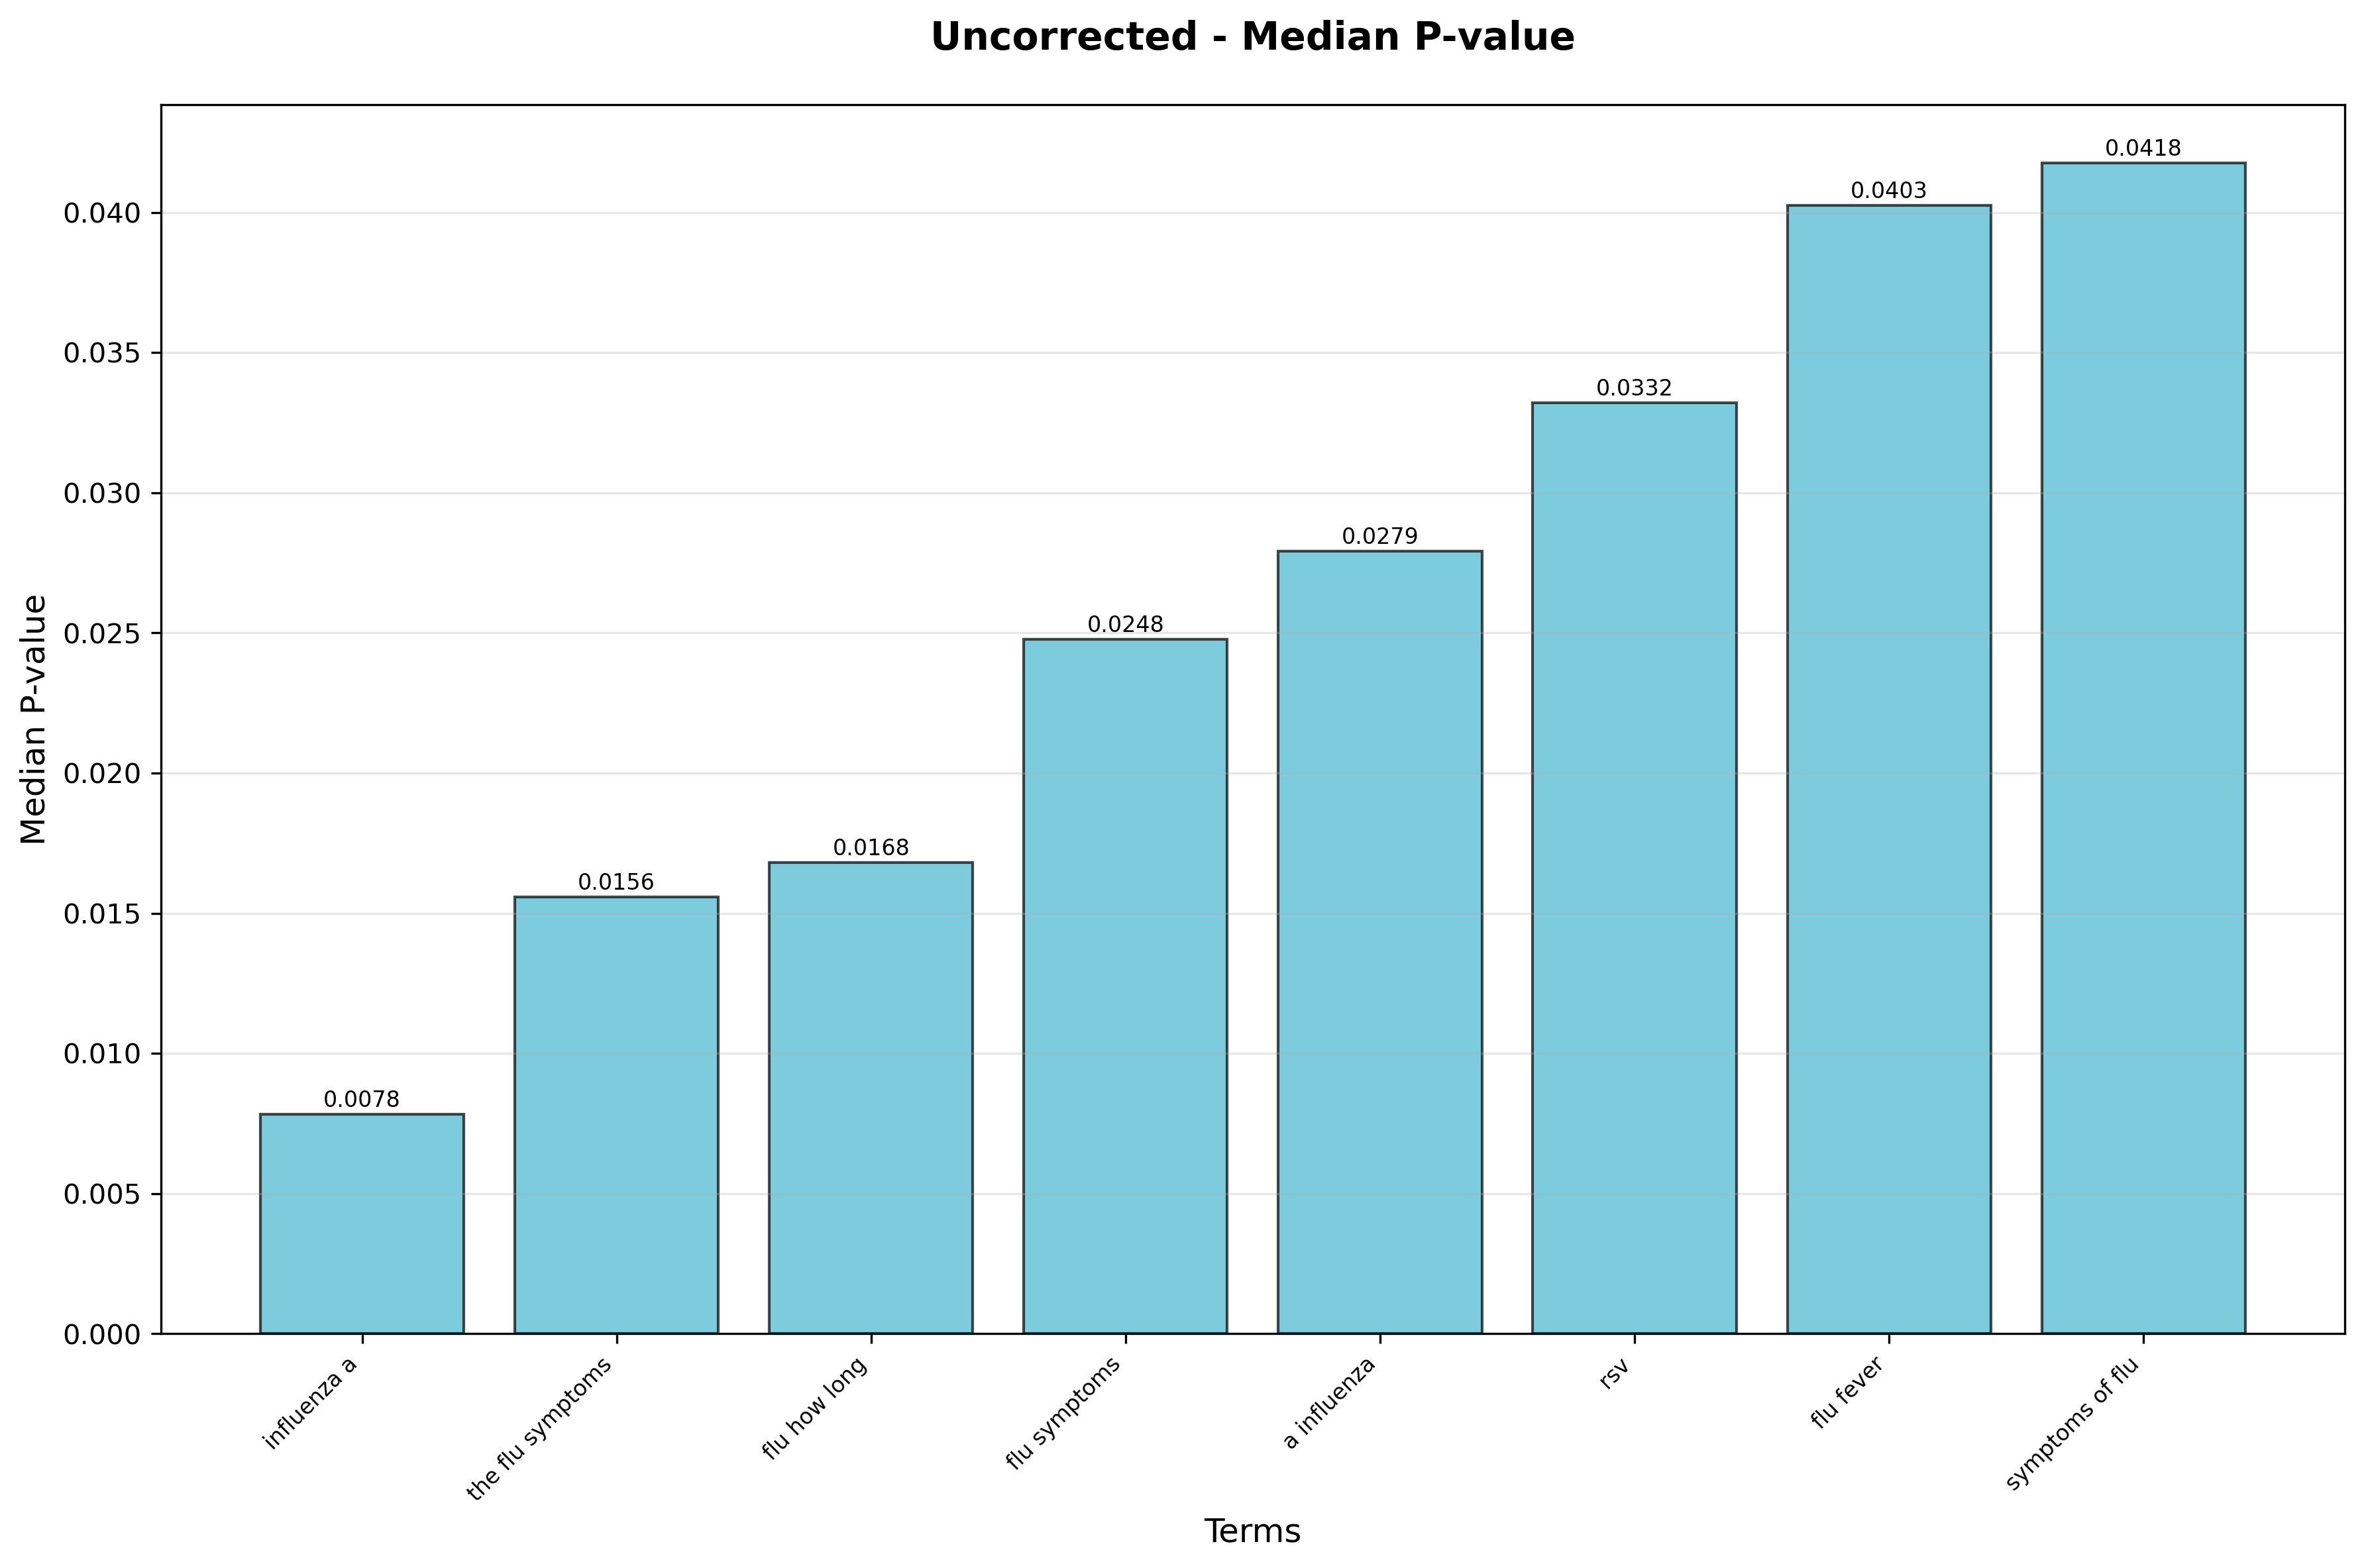 Uncorrected - Median P-value
Median P-value
0.040
0.035
0.030
0.025
0.020
0.015
0.010
0.005
0.000
0.0078
0.0156
0.0168
0.0248
0.0279
0.0332
0.0403
0.0418
influenza a
the flu symptoms
flu how long
flu symptoms
a influenza
rsv
flu fever
symptoms of flu
Terms